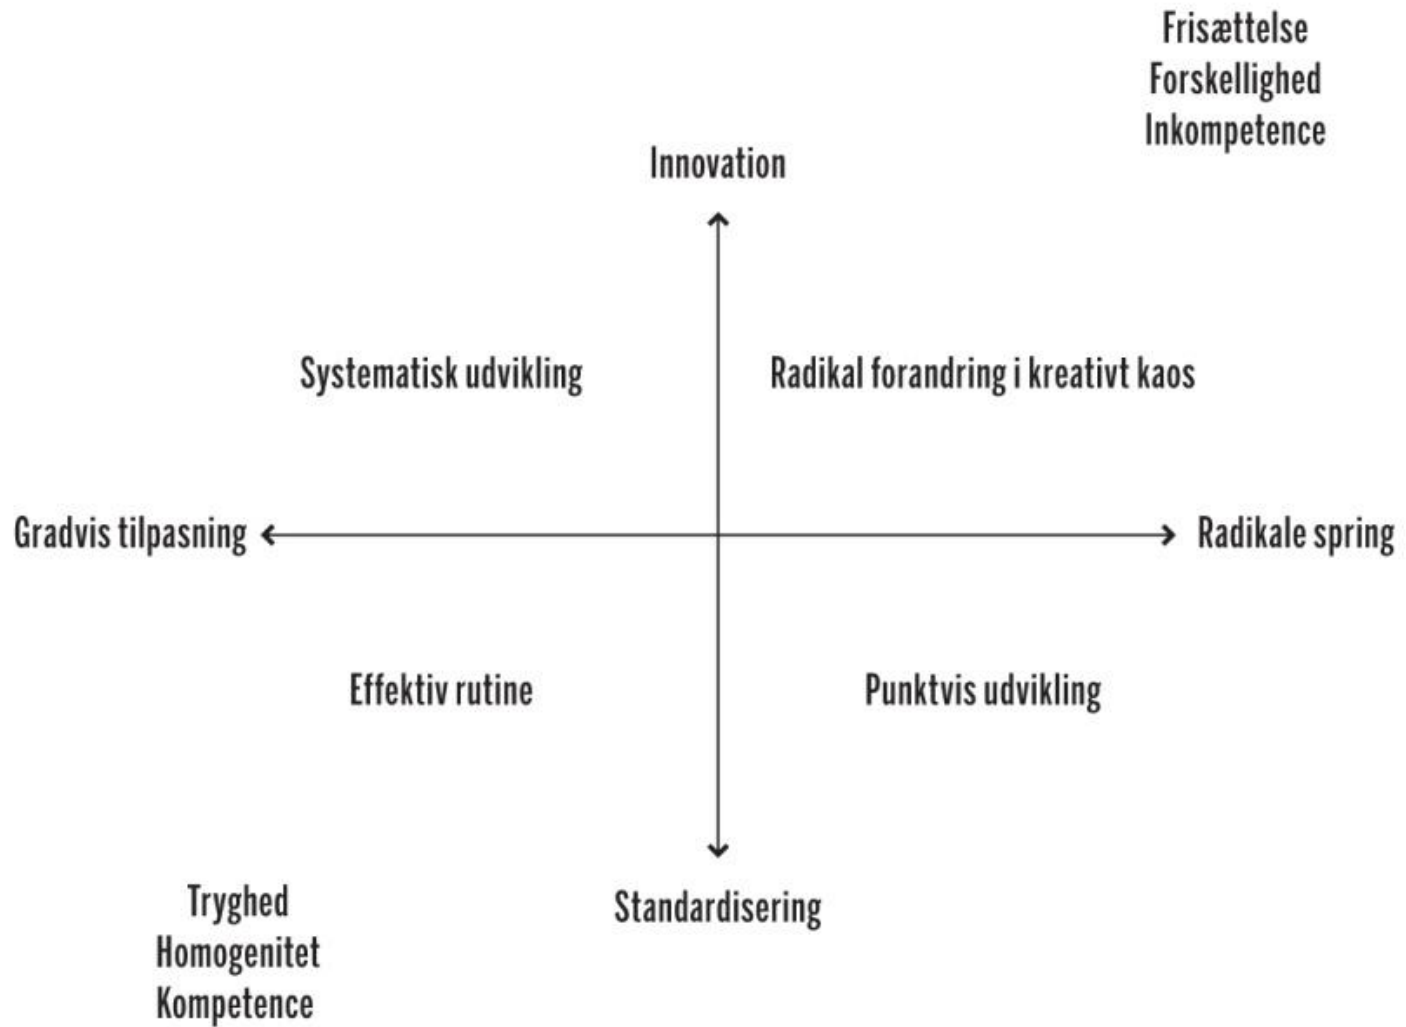 Frisættelse
Forskellighed
Inkompetence
Innovation
Systematisk udvikling
Radikal forandring i kreativt kaos
Gradvis tilpasning
Radikale spring
Effektiv rutine
Punktvis udvikling
Tryghed
Homogenitet
Kompetence
Standardisering